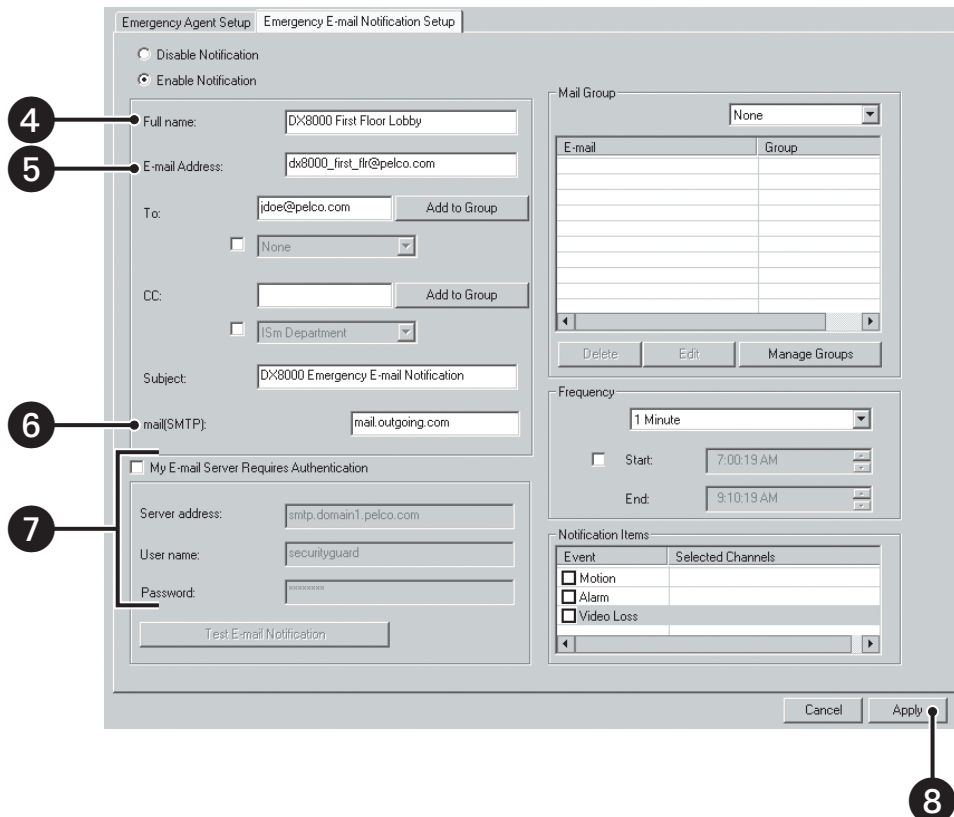 Emergency Agent Setup
Emergency E-mail Notification Setup
Disable Notification
Enable Notification
4
Full name:
DX8000 First Floor Lobby
5
E-mail Address:
dx8000_first_flr@pelco.com
To:
jdoe@pelco.com
Add to Group
None
CC:
Add to Group
ISm Department
Subject:
DX8000 Emergency E-mail Notification
6
mail(SMTP):
mail.outgoing.com
7
My E-mail Server Requires Authentication
Server address:
smtp.domain1.pelco.com
User name:
securityguard
Password:
********
Test E-mail Notification
Mail Group
None
E-mail
Group
Delete
Edit
Manage Groups
Frequency
1 Minute
Start:
7:00:19 AM
End:
9:10:19 AM
Notification Items
Event
Selected Channels
Motion
Alarm
Video Loss
Cancel
Apply
8